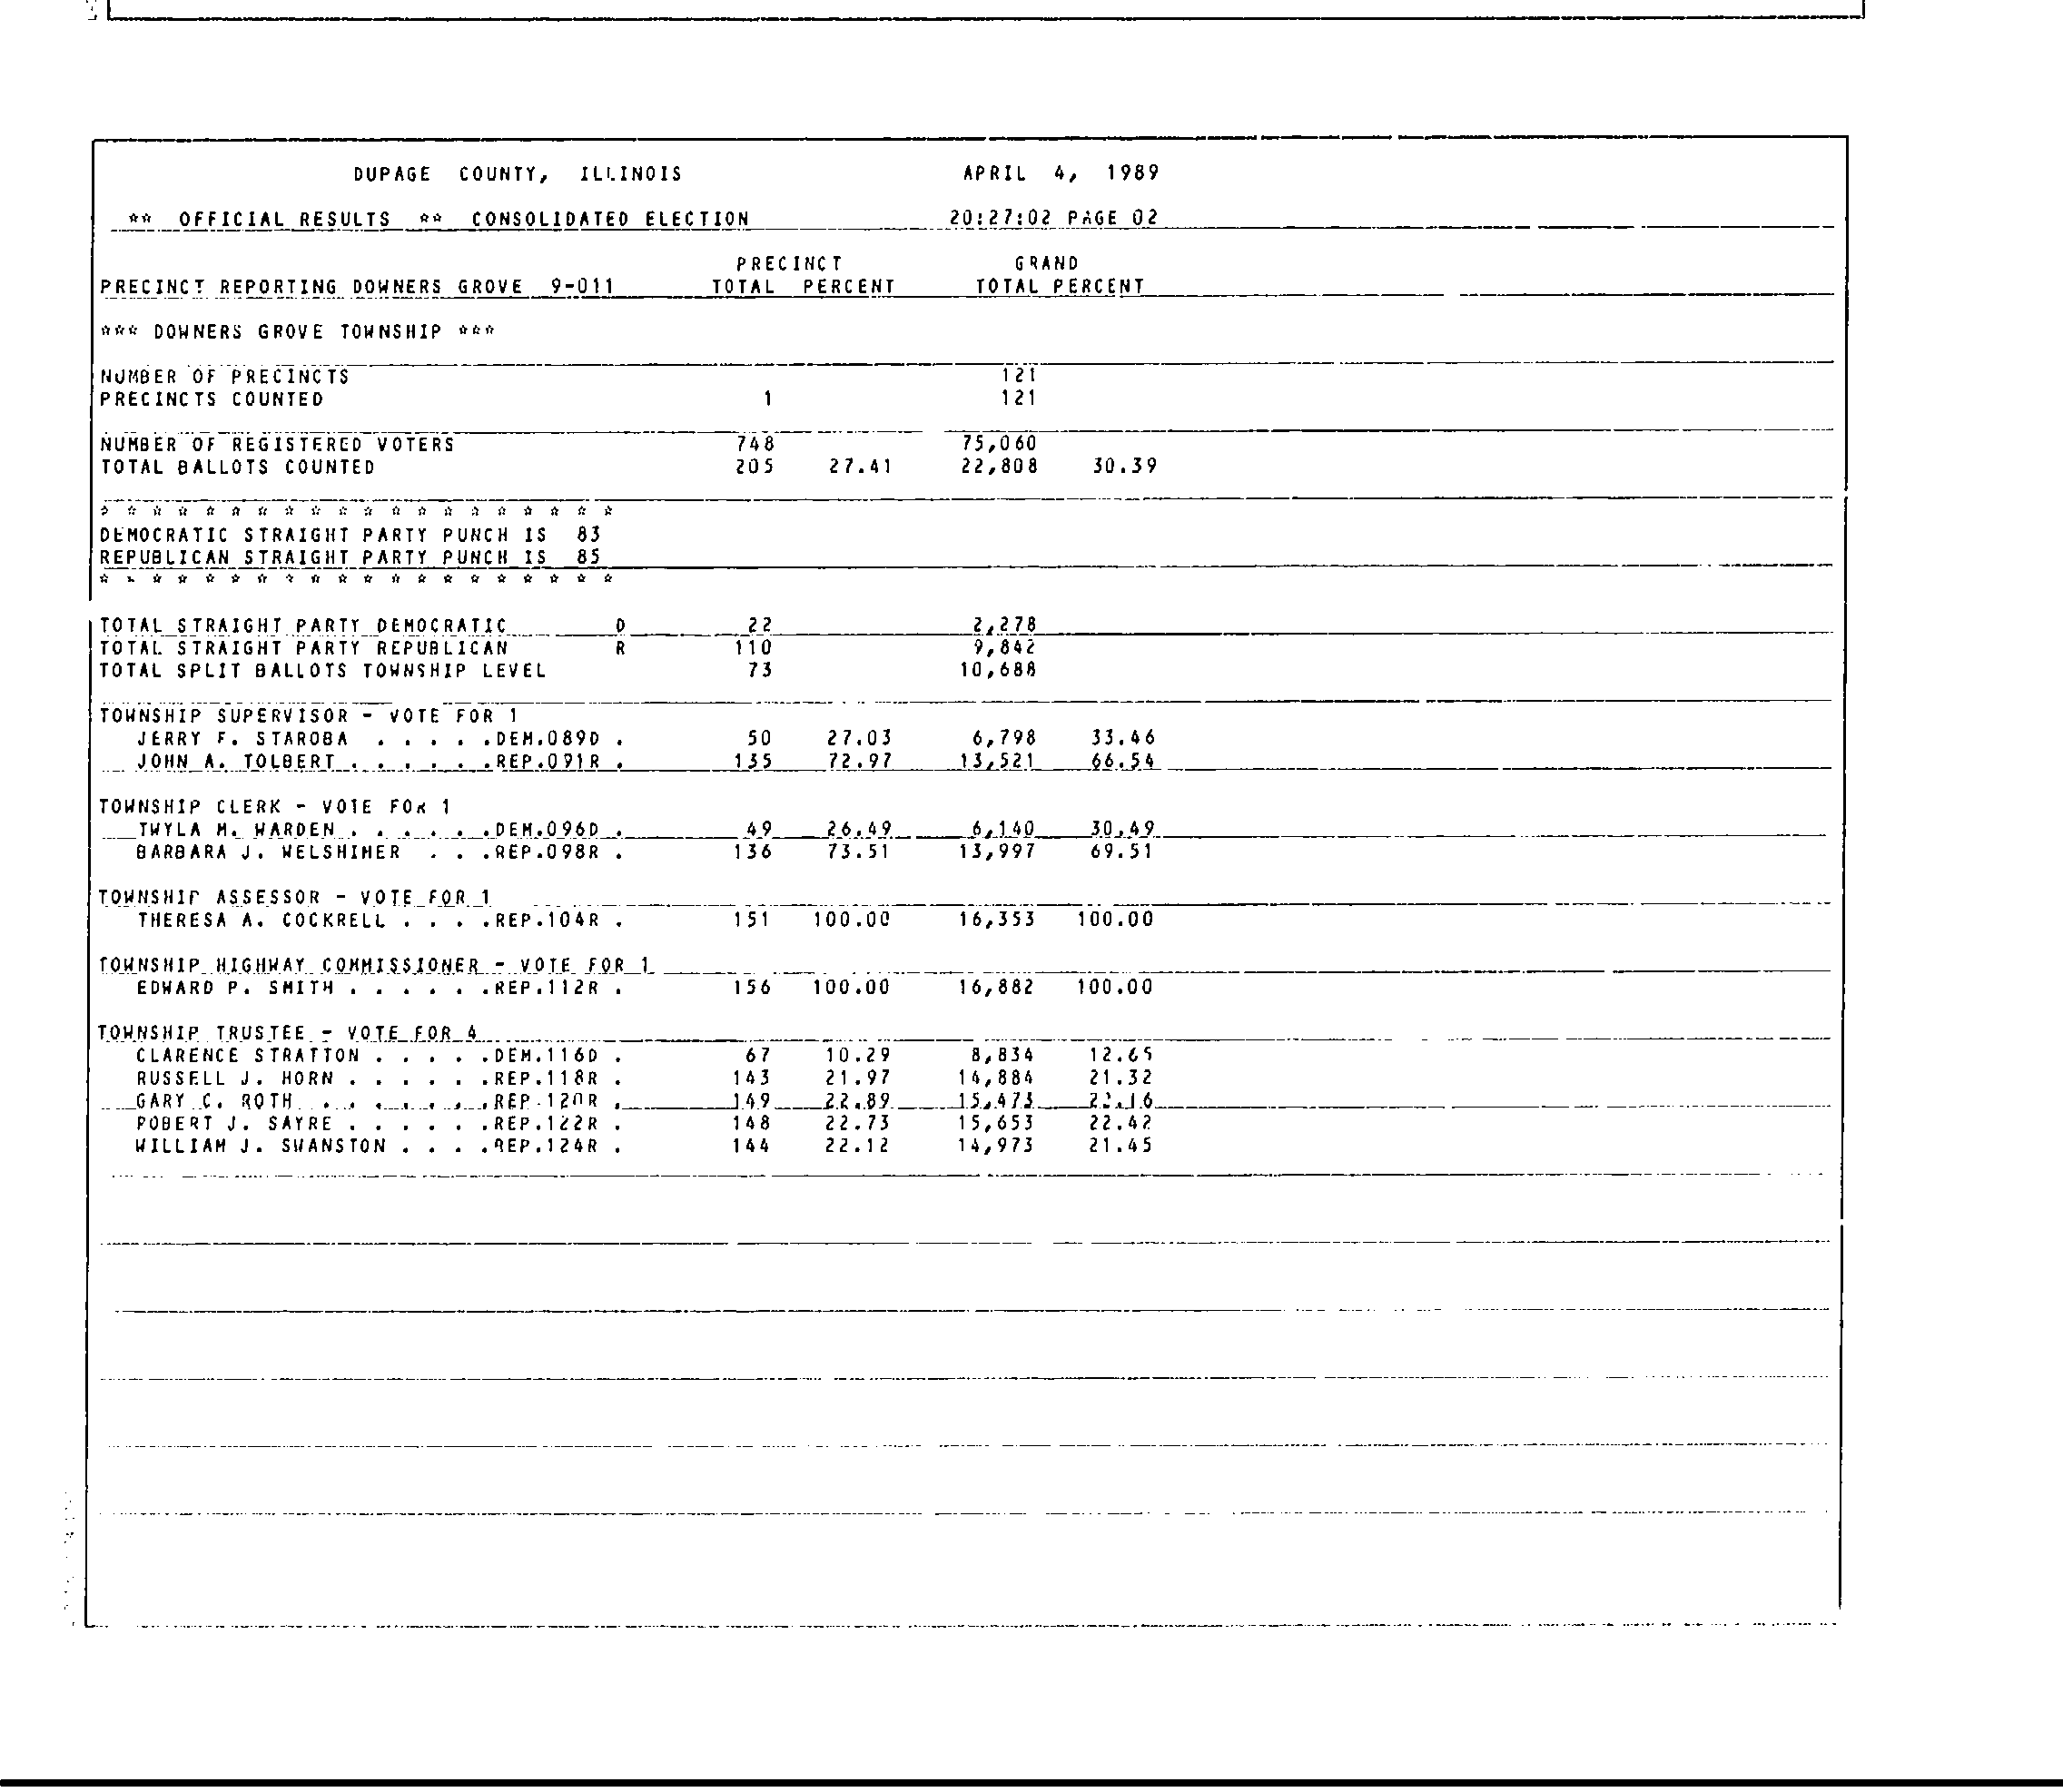 DUPAGE COUNTY, ILLINOIS APRIL 4, 1989
** OFFICIAL RESULTS ** CONSOLIDATED ELECTION 20:27:02 PAGE 02
PRECINCT GRAND
PRECINCT REPORTING DOWNERS GROVE 9-011 TOTAL PERCENT TOTAL PERCENT
*** DOWNERS GROVE TOWNSHIP ***
NUMBER OF PRECINCTS 121
PRECINCTS COUNTED 1 121
NUMBER OF REGISTERED VOTERS 748 75,060
TOTAL BALLOTS COUNTED 205 27.41 22,808 30.39
* * * * * * * * * * * * * * * * * * * *
DEMOCRATIC STRAIGHT PARTY PUNCH IS 83
REPUBLICAN STRAIGHT PARTY PUNCH IS 85
* * * * * * * * * * * * * * * * * * * *
TOTAL STRAIGHT PARTY DEMOCRATIC D 22 2,278
TOTAL STRAIGHT PARTY REPUBLICAN R 110 9,842
TOTAL SPLIT BALLOTS TOWNSHIP LEVEL 73 10,688
TOWNSHIP SUPERVISOR - VOTE FOR 1
JERRY F. STAROBA . . . . .DEM.089D . 50 27.03 6,798 33.46
JOHN A. TOLBERT . . . . . .REP.091R . 135 72.97 13,521 66.54
TOWNSHIP CLERK - VOTE FOR 1
TWYLA M. WARDEN . . . . . .DEM.096D . 49 26.49 6,140 30.49
BARBARA J. WELSHIMER . . .REP.098R . 136 73.51 13,997 69.51
TOWNSHIP ASSESSOR - VOTE FOR 1
THERESA A. COCKRELL . . . .REP.104R . 151 100.00 16,353 100.00
TOWNSHIP HIGHWAY COMMISSIONER - VOTE FOR 1
EDWARD P. SMITH . . . . . .REP.112R . 156 100.00 16,882 100.00
TOWNSHIP TRUSTEE - VOTE FOR 4
CLARENCE STRATTON . . . . .DEM.116D . 67 10.29 8,834 12.65
RUSSELL J. HORN . . . . . .REP.118R . 143 21.97 14,884 21.32
GARY C. ROTH . . . . . . .REP.120R . 149 22.89 15,473 22.16
ROBERT J. SAYRE . . . . . .REP.122R . 148 22.73 15,653 22.42
WILLIAM J. SWANSTON . . . .REP.124R . 144 22.12 14,973 21.45